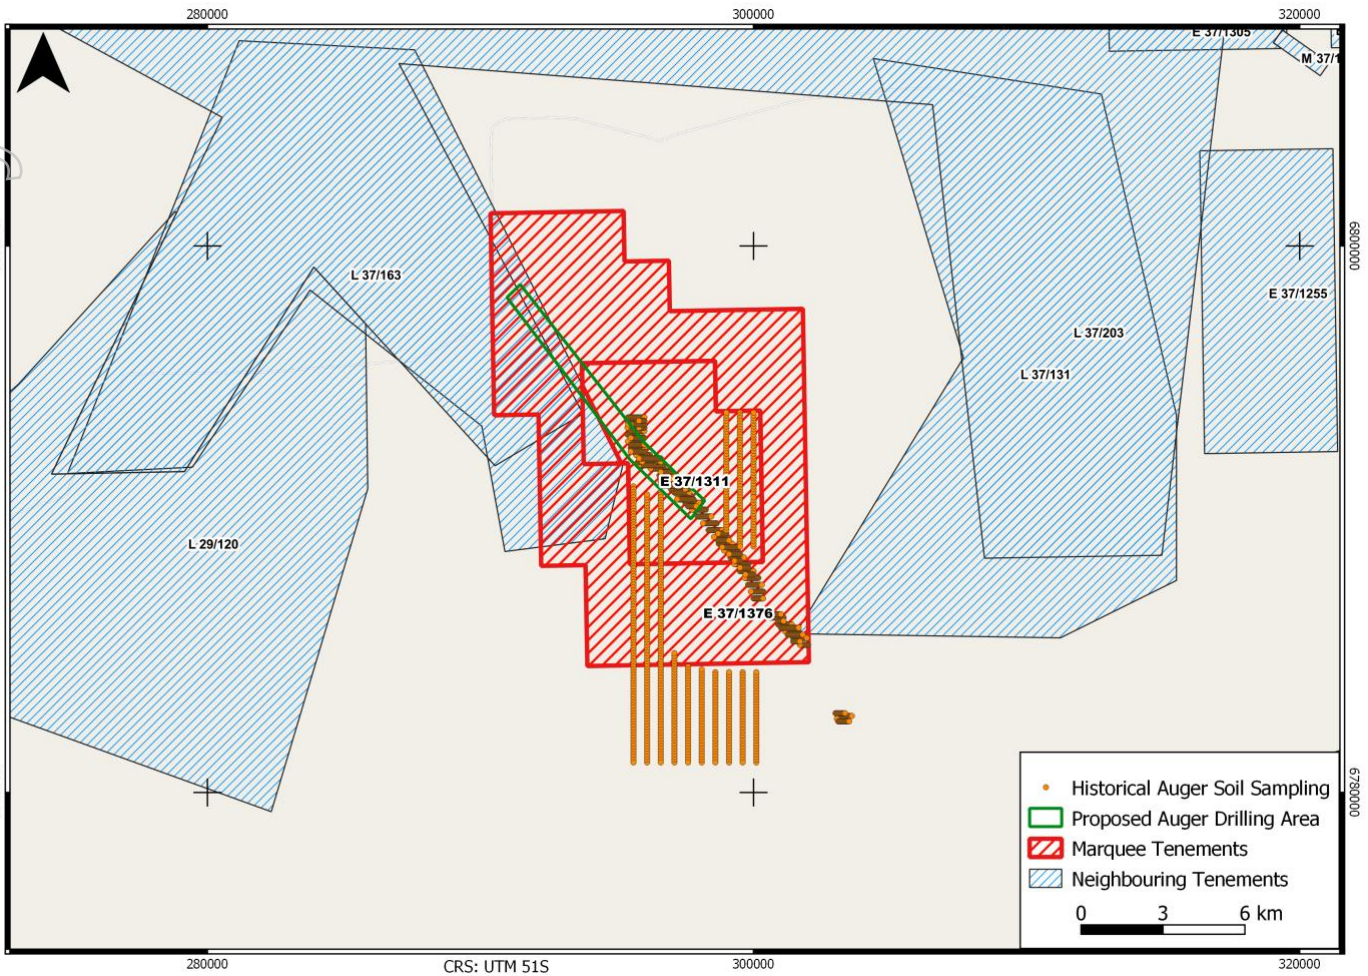 280000 300000 320000
E 37/1305
M 37/1
6800000
L 37/163
E 37/1255
L 37/203
L 37/131
E 37/1311
L 29/120
E 37/1376
Historical Auger Soil Sampling
6780000
Proposed Auger Drilling Area
Marquee Tenements
Neighbouring Tenements
0 3 6 km
280000 CRS: UTM 51S 300000 320000